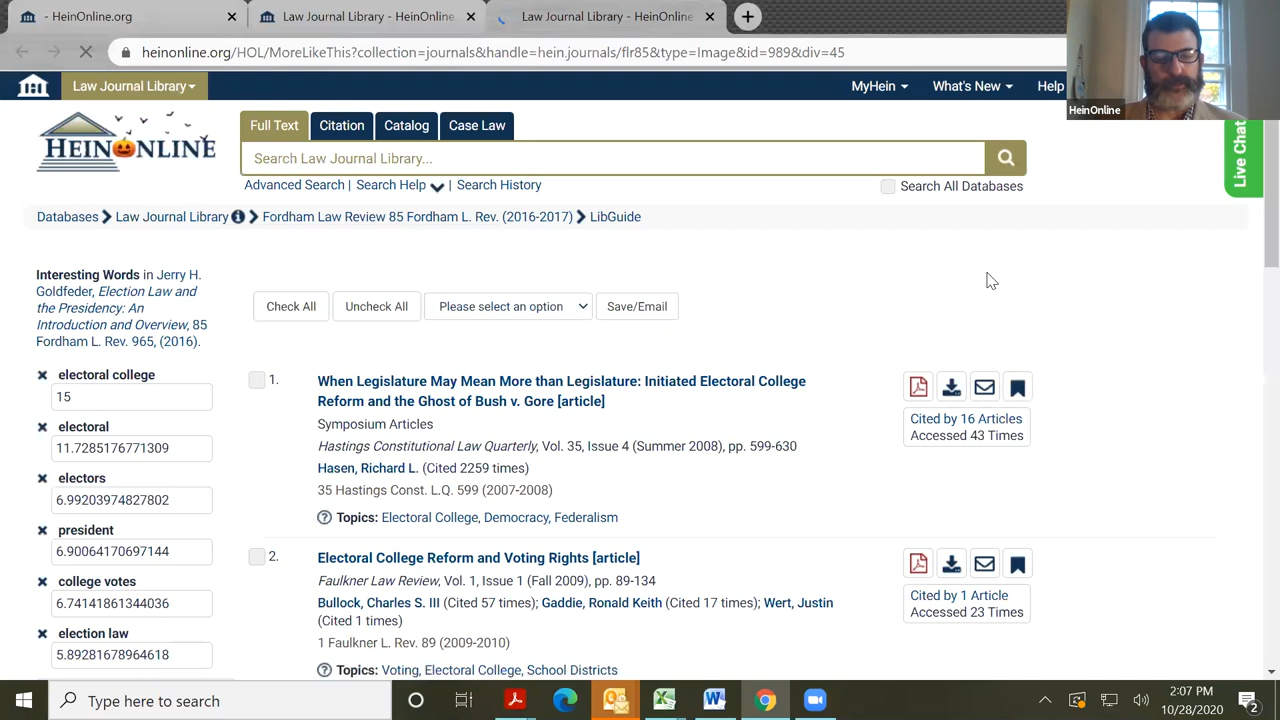 - HeinOnline.org
Law Journal Library - HeinOnline
Law Journal Library - HeinOnline
heinonline.org/HOL/MoreLikeThis?collection=journals&handle=hein.journals/flr85&type=Image&id=989&div=45
Law Journal Library
MyHein
What's New
Help
HeinOnline
HEINONLINE
Full Text
Citation
Catalog
Case Law
Search Law Journal Library...
Advanced Search | Search Help | Search History
Search All Databases
Live Chat
Databases Law Journal Library Fordham Law Review 85 Fordham L. Rev. (2016-2017) LibGuide
Interesting Words in Jerry H.
Goldfeder, Election Law and
the Presidency: An
Introduction and Overview, 85
Fordham L. Rev. 965, (2016).
electoral college
15
electoral
11.7285176771309
electors
6.99203974827802
president
6.90064170697144
college votes
6.74141861344036
election law
5.89281678964618
Check All
Uncheck All
Please select an option
Save/Email
1.
When Legislature May Mean More than Legislature: Initiated Electoral College
Reform and the Ghost of Bush v. Gore [article]
Symposium Articles
Hastings Constitutional Law Quarterly, Vol. 35, Issue 4 (Summer 2008), pp. 599-630
Hasen, Richard L. (Cited 2259 times)
35 Hastings Const. L.Q. 599 (2007-2008)
Topics: Electoral College, Democracy, Federalism
Cited by 16 Articles
Accessed 43 Times
2.
Electoral College Reform and Voting Rights [article]
Faulkner Law Review, Vol. 1, Issue 1 (Fall 2009), pp. 89-134
Bullock, Charles S. III (Cited 57 times); Gaddie, Ronald Keith (Cited 17 times); Wert, Justin
(Cited 1 times)
1 Faulkner L. Rev. 89 (2009-2010)
Topics: Voting, Electoral College, School Districts
Cited by 1 Article
Accessed 23 Times
Type here to search
2:07 PM
10/28/2020
2